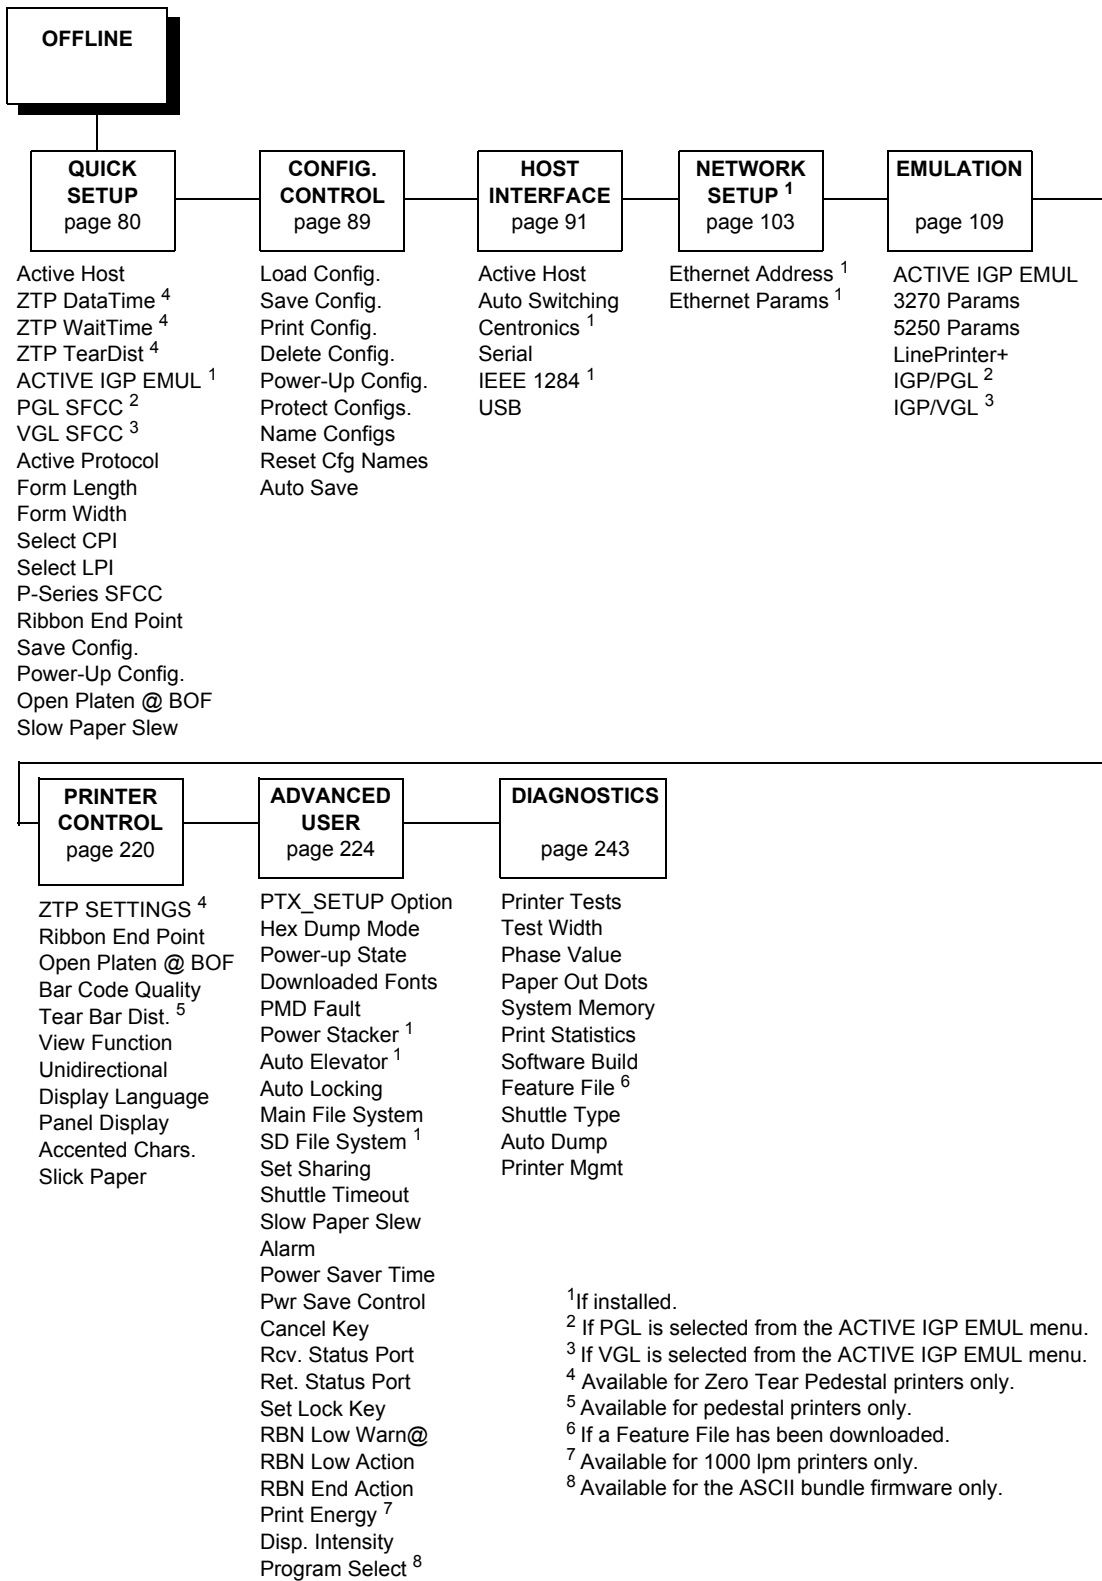 OFFLINE
QUICK
SETUP
page 80
CONFIG.
CONTROL
page 89
HOST
INTERFACE
page 91
NETWORK
SETUP 1
page 103
EMULATION
page 109
Active Host
ZTP DataTime 4
ZTP WaitTime 4
ZTP TearDist 4
ACTIVE IGP EMUL 1
PGL SFCC 2
VGL SFCC 3
Active Protocol
Form Length
Form Width
Select CPI
Select LPI
P-Series SFCC
Ribbon End Point
Save Config.
Power-Up Config.
Open Platen @ BOF
Slow Paper Slew
Load Config.
Save Config.
Print Config.
Delete Config.
Power-Up Config.
Protect Configs.
Name Configs
Reset Cfg Names
Auto Save
Active Host
Auto Switching
Centronics 1
Serial
IEEE 1284 1
USB
Ethernet Address 1
Ethernet Params 1
ACTIVE IGP EMUL
3270 Params
5250 Params
LinePrinter+
IGP/PGL 2
IGP/VGL 3
PRINTER
CONTROL
page 220
ADVANCED
USER
page 224
DIAGNOSTICS
page 243
ZTP SETTINGS 4
Ribbon End Point
Open Platen @ BOF
Bar Code Quality
Tear Bar Dist. 5
View Function
Unidirectional
Display Language
Panel Display
Accented Chars.
Slick Paper
PTX_SETUP Option
Hex Dump Mode
Power-up State
Downloaded Fonts
PMD Fault
Power Stacker 1
Auto Elevator 1
Auto Locking
Main File System
SD File System 1
Set Sharing
Shuttle Timeout
Slow Paper Slew
Alarm
Power Saver Time
Pwr Save Control
Cancel Key
Rcv. Status Port
Ret. Status Port
Set Lock Key
RBN Low Warn@
RBN Low Action
RBN End Action
Print Energy 7
Disp. Intensity
Program Select 8
Printer Tests
Test Width
Phase Value
Paper Out Dots
System Memory
Print Statistics
Software Build
Feature File 6
Shuttle Type
Auto Dump
Printer Mgmt
1If installed.
2 If PGL is selected from the ACTIVE IGP EMUL menu.
3 If VGL is selected from the ACTIVE IGP EMUL menu.
4 Available for Zero Tear Pedestal printers only.
5 Available for pedestal printers only.
6 If a Feature File has been downloaded.
7 Available for 1000 lpm printers only.
8 Available for the ASCII bundle firmware only.